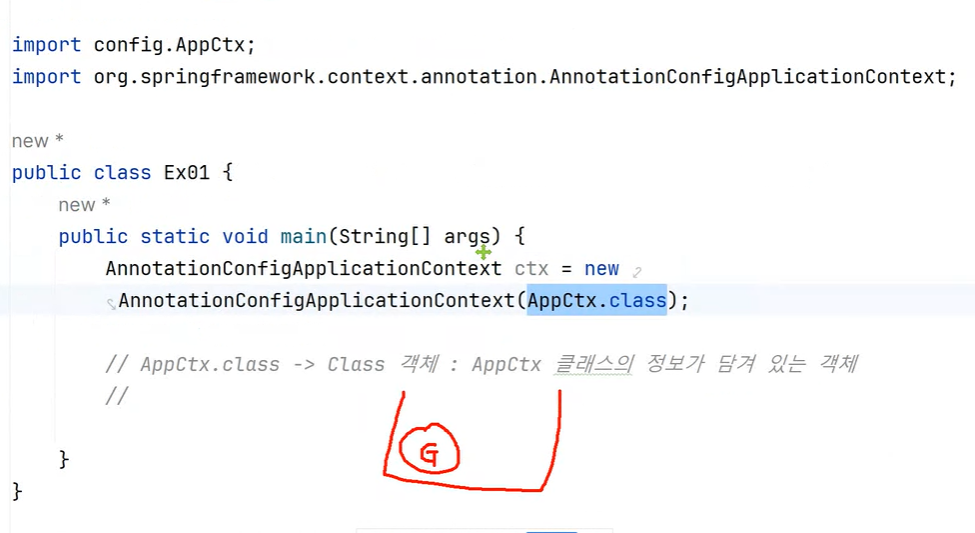 import config.AppCtx;
import org.springframework.context.annotation.AnnotationConfigApplicationContext;
new *
public class Ex01 {
new *
public static void main(String[] args) {
AnnotationConfigApplicationContext ctx = new
AnnotationConfigApplicationContext(AppCtx.class);
// AppCtx.class -> Class 객체 : AppCtx 클래스의 정보가 담겨 있는 객체
//
G
}
}